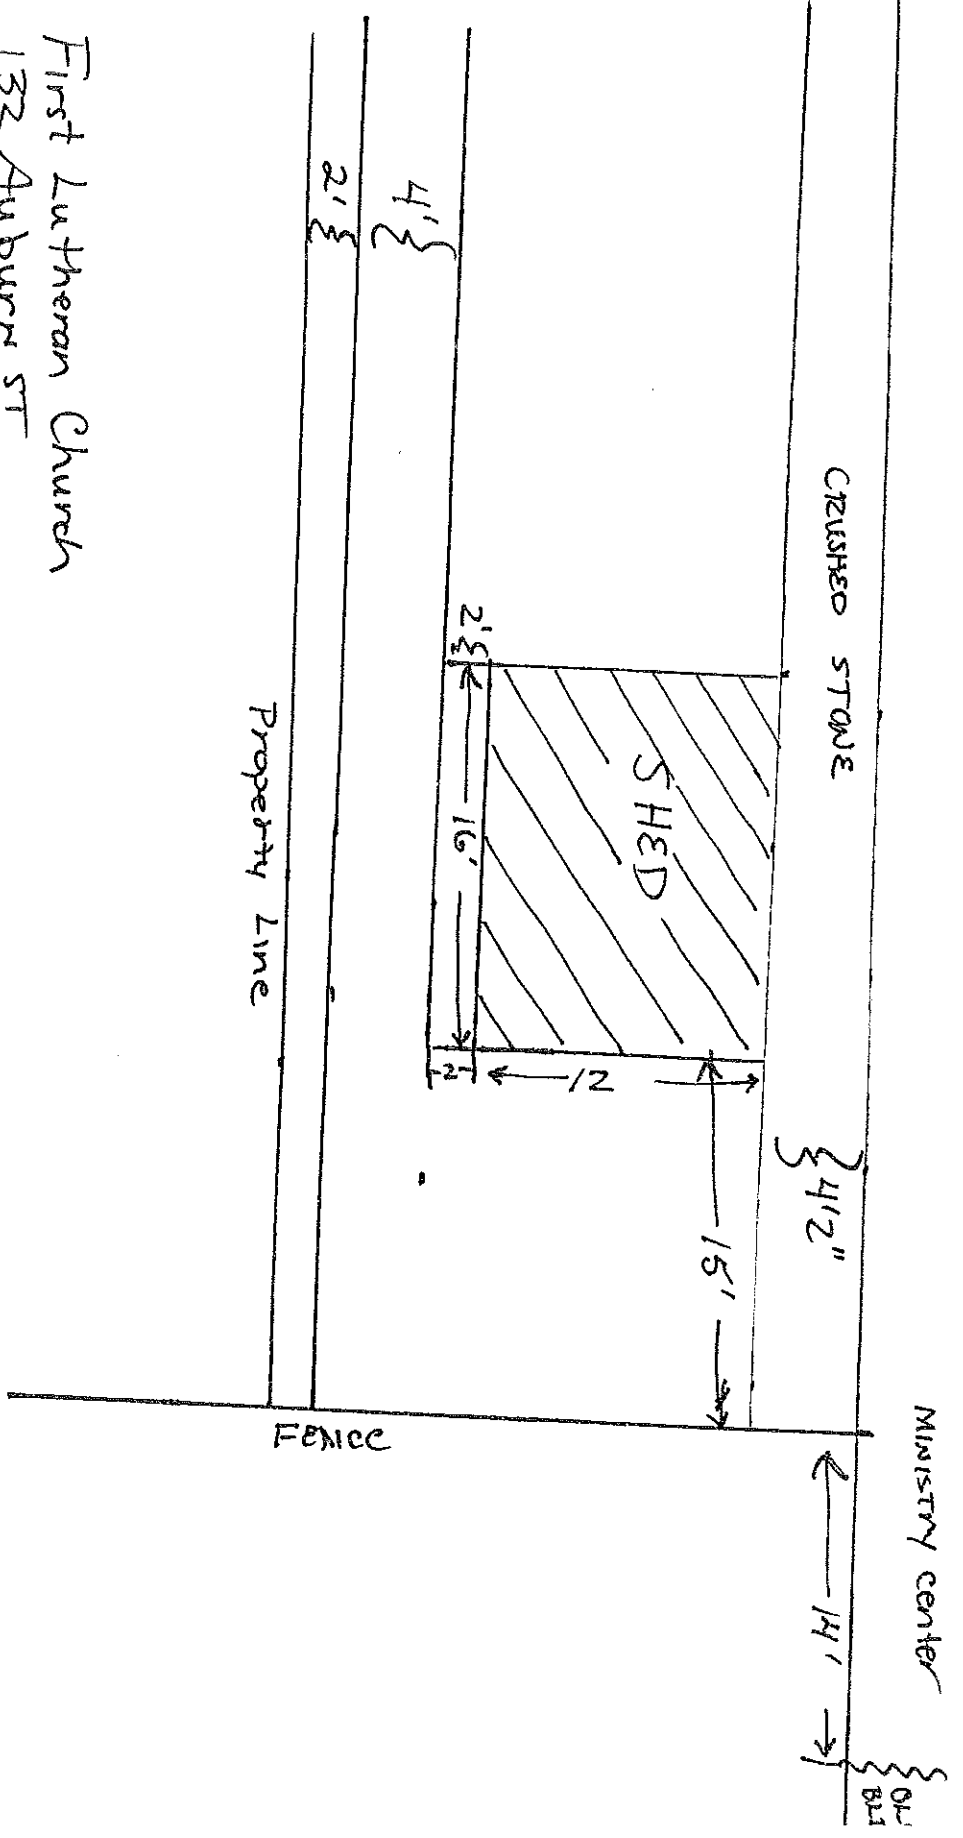 MINISTRY center
CRUSHED STONE
4'2"
14'
15'
SHED
12
2'
16'
2
4'
2'
FENCE
Property Line
First Lutheran Church
132 Auburn ST